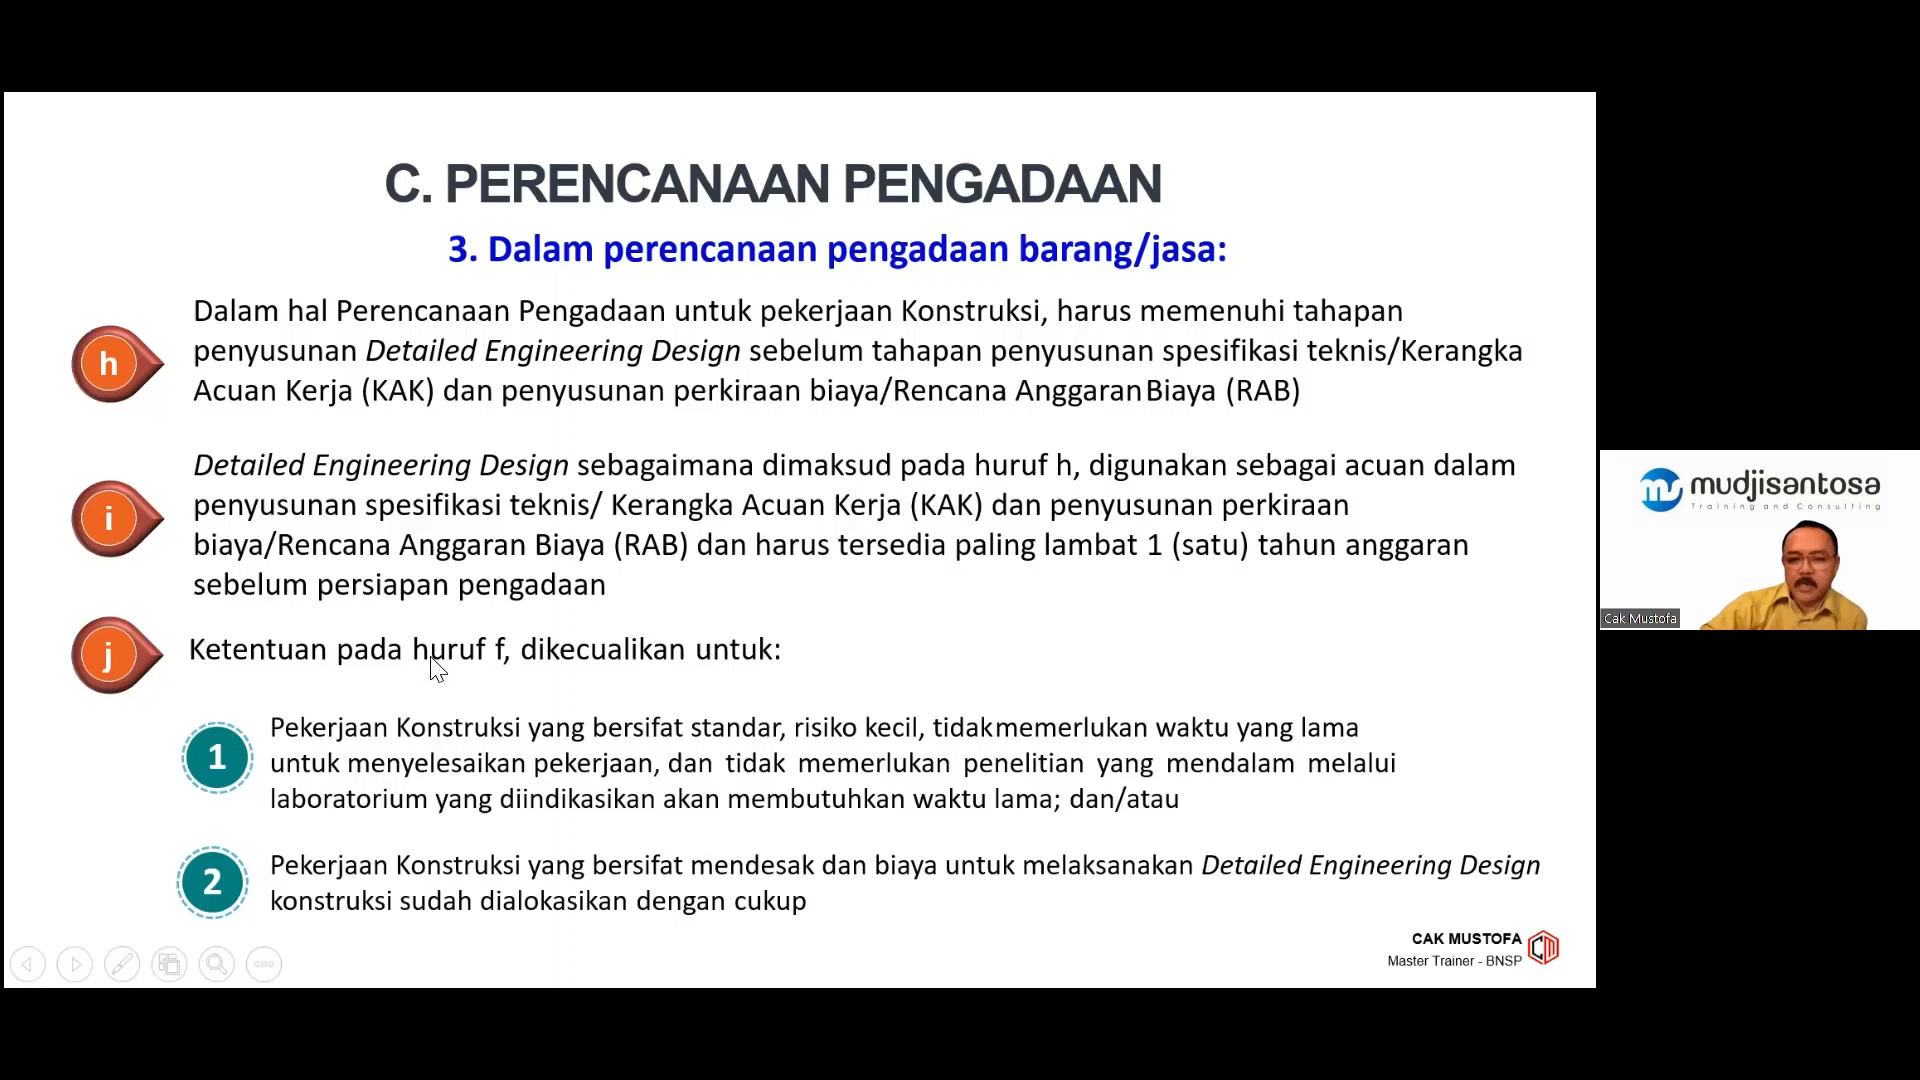 C. PERENCANAAN PENGADAAN
3. Dalam perencanaan pengadaan barang/jasa:
h
Dalam hal Perencanaan Pengadaan untuk pekerjaan Konstruksi, harus memenuhi tahapan
penyusunan Detailed Engineering Design sebelum tahapan penyusunan spesifikasi teknis/Kerangka
Acuan Kerja (KAK) dan penyusunan perkiraan biaya/Rencana Anggaran Biaya (RAB)
i
Detailed Engineering Design sebagaimana dimaksud pada huruf h, digunakan sebagai acuan dalam
penyusunan spesifikasi teknis/ Kerangka Acuan Kerja (KAK) dan penyusunan perkiraan
biaya/Rencana Anggaran Biaya (RAB) dan harus tersedia paling lambat 1 (satu) tahun anggaran
sebelum persiapan pengadaan
j
Ketentuan pada huruf f, dikecualikan untuk:
1
Pekerjaan Konstruksi yang bersifat standar, risiko kecil, tidakmemerlukan waktu yang lama
untuk menyelesaikan pekerjaan, dan tidak memerlukan penelitian yang mendalam melalui
laboratorium yang diindikasikan akan membutuhkan waktu lama; dan/atau
2
Pekerjaan Konstruksi yang bersifat mendesak dan biaya untuk melaksanakan Detailed Engineering Design
konstruksi sudah dialokasikan dengan cukup
CAK MUSTOFA
Master Trainer - BNSP
mudjisantosa
Training and Consulting
Cak Mustofa